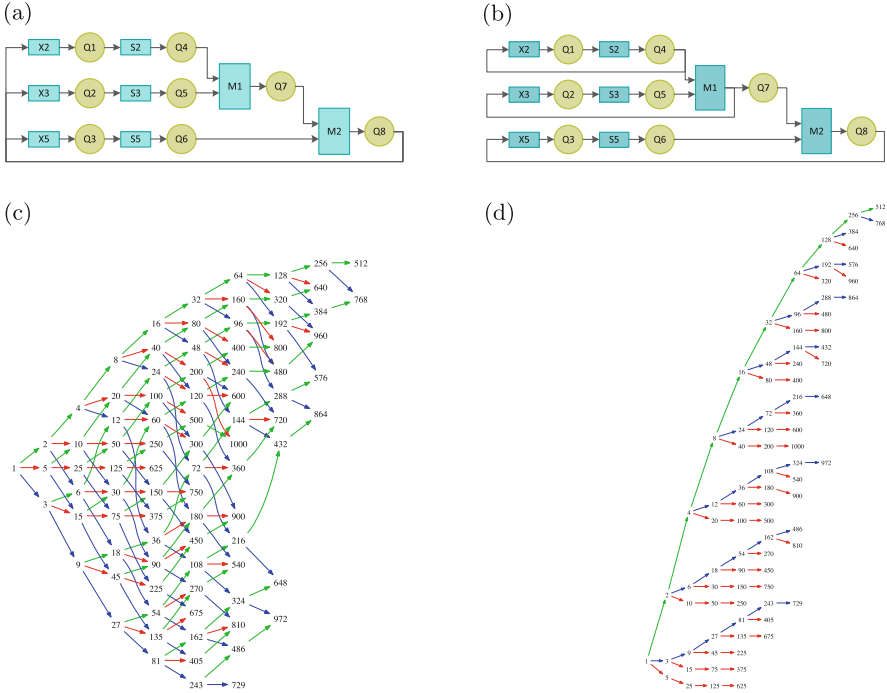 (a)
X2 Q1 S2 Q4
X3 Q2 S3 Q5 M1 Q7
X5 Q3 S5 Q6 M2 Q8
(b)
X2 Q1 S2 Q4
X3 Q2 S3 Q5 M1 Q7
X5 Q3 S5 Q6 M2 Q8
(c)
256 512
64 128
640 768
32 160 320
384
16 80 96 192
960
40 48 400 800
8
24 200 240 480
576
20 100 120 600 288
4 864
12 60 500 144 720
2 10 50 250 300 1000 432
1 5 25 125 625 72 360
6 30 150 750
3 15 75 375 180 900
36 450 216
18 90 108 540
9 45
225 270 648
54 324
675 972
27 135 162 810
486
81 405
243 729
(d)
512
256
768
384
128
640
192 576
64
320 960
288 864
96 480
32
160 800
144 432
48 240 720
16
80 400
216 648
72 360
24 120 600
8
40 200 1000
324 972
108 540
36 180 900
12 60 300
4
20 100 500
486
162
810
54 270
18 90 450
6 30 150 750
2
10 50 250
243 729
81 405
27 135 675
9 45 225
1 3
15 75 375
5
25 125 625